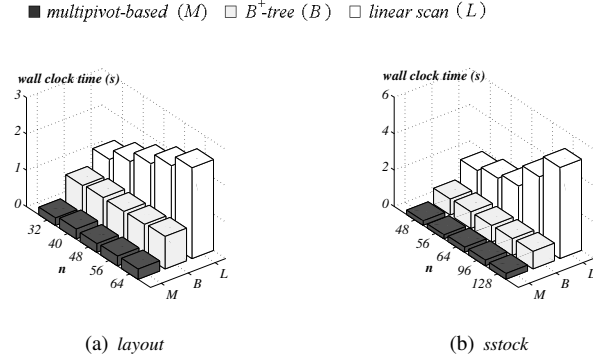 multipivot-based (M) B+-tree (B) linear scan (L)
wall clock time (s)
3
2
1
0
32
40
48
56
64
n
M
B
L
(a) layout
wall clock time (s)
6
4
2
0
48
56
64
96
128
n
M
B
L
(b) sstock